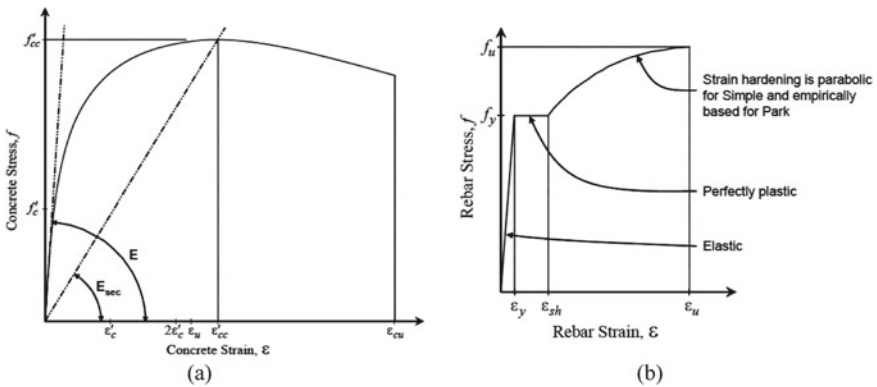 f'cc
f'c
Concrete Stress, f
E
Esec
ε'c
2ε'c
εu
ε'cc
εcu
Concrete Strain, ε
(a)
fu
fy
Rebar Stress, f
Strain hardening is parabolic
for Simple and empirically
based for Park
Perfectly plastic
Elastic
εy
εsh
εu
Rebar Strain, ε
(b)